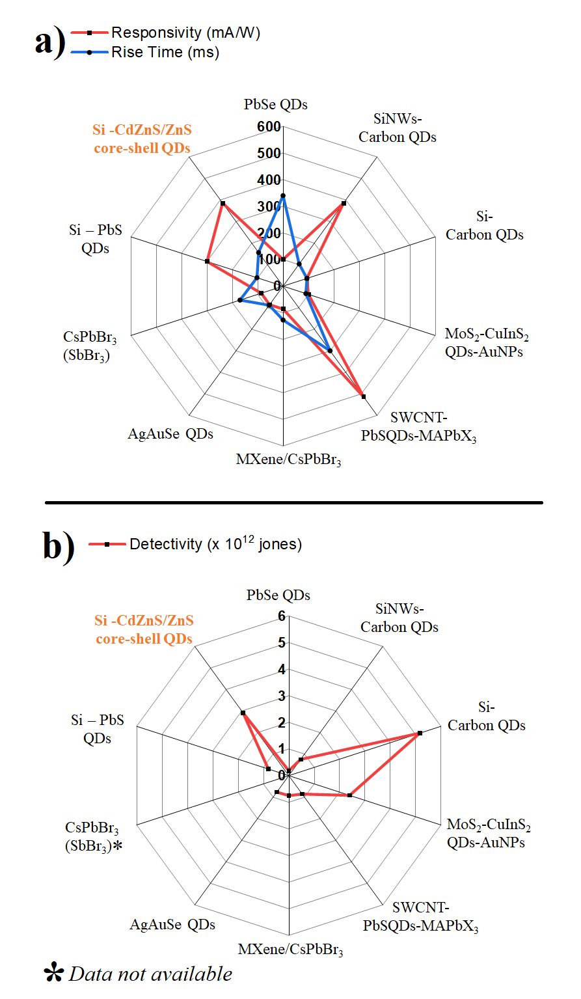 a)
Responsivity (mA/W)
Rise Time (ms)
PbSe QDs
SiNWs-
Carbon QDs
Si -CdZnS/ZnS
core-shell QDs
600
500
400
300
200
100
0
Si-
Carbon QDs
Si – PbS
QDs
CsPbBr₃
(SbBr₃)
MoS₂-CuInS₂
QDs-AuNPs
AgAuSe QDs
SWCNT-
PbSQDs-MAPbX₃
MXene/CsPbBr₃
b)
Detectivity (x 10¹² jones)
PbSe QDs
SiNWs-
Carbon QDs
Si -CdZnS/ZnS
core-shell QDs
6
5
4
3
2
1
0
Si-
Carbon QDs
Si – PbS
QDs
CsPbBr₃
(SbBr₃)*
MoS₂-CuInS₂
QDs-AuNPs
AgAuSe QDs
SWCNT-
PbSQDs-MAPbX₃
MXene/CsPbBr₃
* Data not available